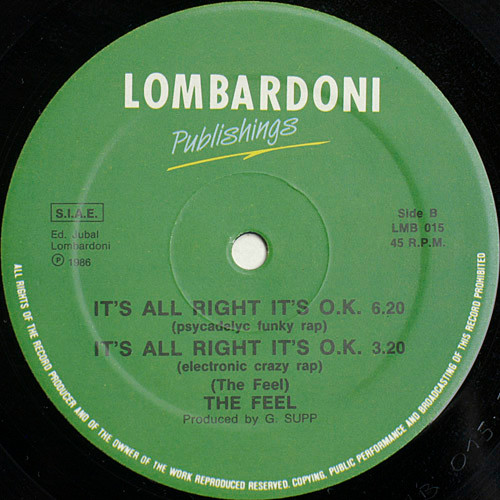 LOMBARDONI
Publishings
S.I.A.E.
Ed. Jubal
Lombardoni
Ⓟ 1986
Side B
LMB 015
45 R.P.M.
IT'S ALL RIGHT IT'S O.K. 6.20
(psycadelyc funky rap)
IT'S ALL RIGHT IT'S O.K. 3.20
(electronic crazy rap)
(The Feel)
THE FEEL
Produced by G. SUPP
ALL RIGHTS OF THE RECORD PRODUCER AND OF THE OWNER OF THE WORK REPRODUCED RESERVED. COPYING, PUBLIC PERFORMANCE AND BROADCASTING OF THIS RECORD PROHIBITED